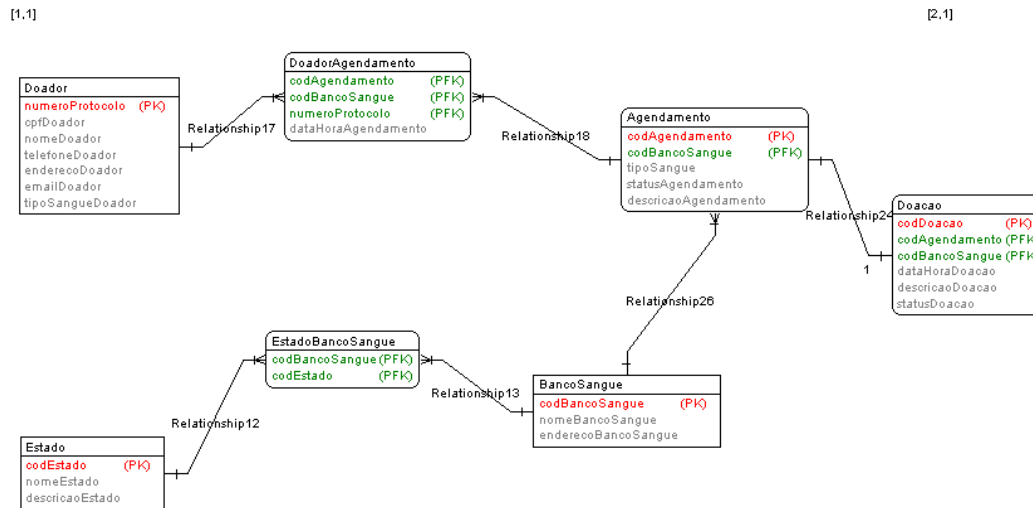 [1,1]
[2,1]
Doador
numeroProtocolo (PK)
cpfDoador
nomeDoador
telefoneDoador
enderecoDoador
emailDoador
tipoSangueDoador
Relationship17
DoadorAgendamento
codAgendamento (PFK)
codBancoSangue (PFK)
numeroProtocolo (PFK)
dataHoraAgendamento
Relationship18
Agendamento
codAgendamento (PK)
codBancoSangue (PFK)
tipoSangue
statusAgendamento
descricaoAgendamento
Relationship24
1
Doacao
codDoacao (PK)
codAgendamento (PFK
codBancoSangue (PFK
dataHoraDoacao
descricaoDoacao
statusDoacao
Relationship26
EstadoBancoSangue
codBancoSangue (PFK)
codEstado (PFK)
Relationship13
BancoSangue
codBancoSangue (PK)
nomeBancoSangue
enderecoBancoSangue
Relationship12
Estado
codEstado (PK)
nomeEstado
descricaoEstado